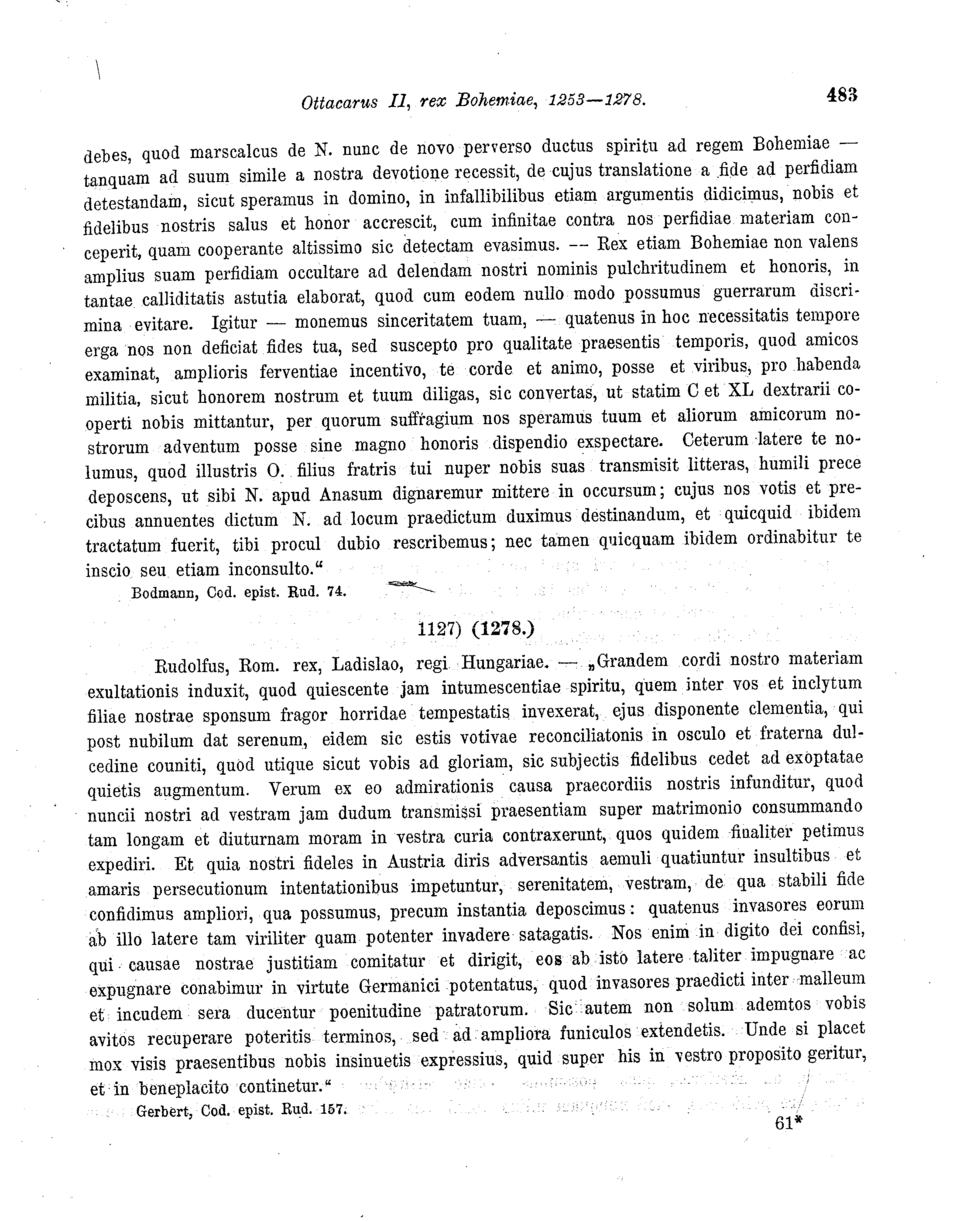 Ottacarus II, rex Bohemiae, 1253—1278.
483
debes, quod marscalcus de N. nunc de novo perverso ductus spiritu ad regem Bohemiae —
tanquam ad suum simile a nostra devotione recessit, de cujus translatione a fide ad perfidiam
detestandam, sicut speramus in domino, in infallibilibus etiam argumentis didicimus, nobis et
fidelibus nostris salus et honor accrescit, cum infinitae contra nos perfidiae materiam con-
ceperit, quam cooperante altissimo sic detectam evasimus. — Rex etiam Bohemiae non valens
amplius suam perfidiam occultare ad delendam nostri nominis pulchritudinem et honoris, in
tantae calliditatis astutia elaborat, quod cum eodem nullo modo possumus guerrarum discri-
mina evitare. Igitur — monemus sinceritatem tuam, — quatenus in hoc necessitatis tempore
erga nos non deficiat fides tua, sed suscepto pro qualitate praesentis temporis, quod amicos
examinat, amplioris ferventiae incentivo, te corde et animo, posse et viribus, pro habenda
militia, sicut honorem nostrum et tuum diligas, sic convertas, ut statim C et XL dextrarii co-
operti nobis mittantur, per quorum suffragium nos speramus tuum et aliorum amicorum no-
strorum adventum posse sine magno honoris dispendio exspectare. Ceterum latere te no-
lumus, quod illustris O. filius fratris tui nuper nobis suas transmisit litteras, humili prece
deposcens, ut sibi N. apud Anasum dignaremur mittere in occursum; cujus nos votis et pre-
cibus annuentes dictum N. ad locum praedictum duximus destinandum, et quicquid ibidem
tractatum fuerit, tibi procul dubio rescribemus; nec tamen quicquam ibidem ordinabitur te
inscio seu etiam inconsulto.“
Bodmann, Cod. epist. Rud. 74.
1127) (1278.)
Rudolfus, Rom. rex, Ladislao, regi Hungariae. — „Grandem cordi nostro materiam
exultationis induxit, quod quiescente jam intumescentiae spiritu, quem inter vos et inclytum
filiae nostrae sponsum fragor horridae tempestatis invexerat, ejus disponente clementia, qui
post nubilum dat serenum, eidem sic estis votivae reconciliatonis in osculo et fraterna dul-
cedine couniti, quod utique sicut vobis ad gloriam, sic subjectis fidelibus cedet ad exoptatae
quietis augmentum. Verum ex eo admirationis causa praecordiis nostris infunditur, quod
nuncii nostri ad vestram jam dudum transmissi praesentiam super matrimonio consummando
tam longam et diuturnam moram in vestra curia contraxerunt, quos quidem finaliter petimus
expediri. Et quia nostri fideles in Austria diris adversantis aemuli quatiuntur insultibus et
amaris persecutionum intentationibus impetuntur, serenitatem, vestram, de qua stabili fide
confidimus ampliori, qua possumus, precum instantia deposcimus: quatenus invasores eorum
ab illo latere tam viriliter quam potenter invadere satagatis. Nos enim in digito dei confisi,
qui causae nostrae justitiam comitatur et dirigit, eos ab isto latere taliter impugnare ac
expugnare conabimur in virtute Germanici potentatus, quod invasores praedicti inter malleum
et incudem sera ducentur poenitudine patratorum. Sic autem non solum ademtos vobis
avitos recuperare poteritis terminos, sed ad ampliora funiculos extendetis. Unde si placet
mox visis praesentibus nobis insinuetis expressius, quid super his in vestro proposito geritur,
et in beneplacito continetur.“
Gerbert, Cod. epist. Rud. 157.
61*